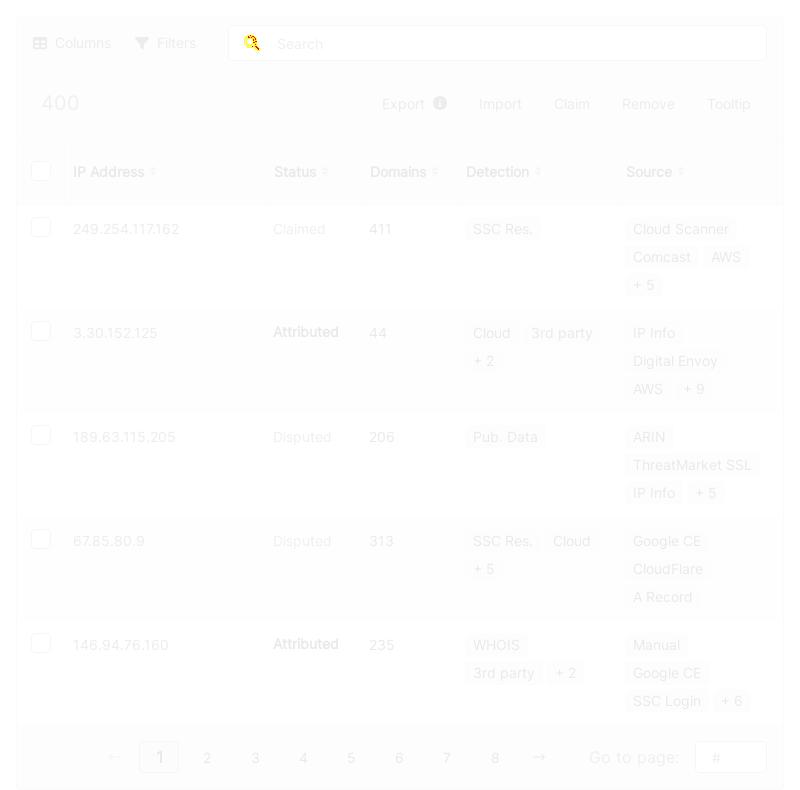 Columns Filters Search
400 Export Import Claim Remove Tooltip
IP Address Status Domains Detection Source
249.254.117.162 Claimed 411 SSC Res. Cloud Scanner
Comcast AWS
+ 5
3.30.152.125 Attributed 44 Cloud 3rd party IP Info
+ 2 Digital Envoy
AWS + 9
189.63.115.205 Disputed 206 Pub. Data ARIN
ThreatMarket SSL
IP Info + 5
67.85.80.9 Disputed 313 SSC Res. Cloud Google CE
+ 5 CloudFlare
A Record
146.94.76.160 Attributed 235 WHOIS Manual
3rd party + 2 Google CE
SSC Login + 6
← 1 2 3 4 5 6 7 8 → Go to page: #